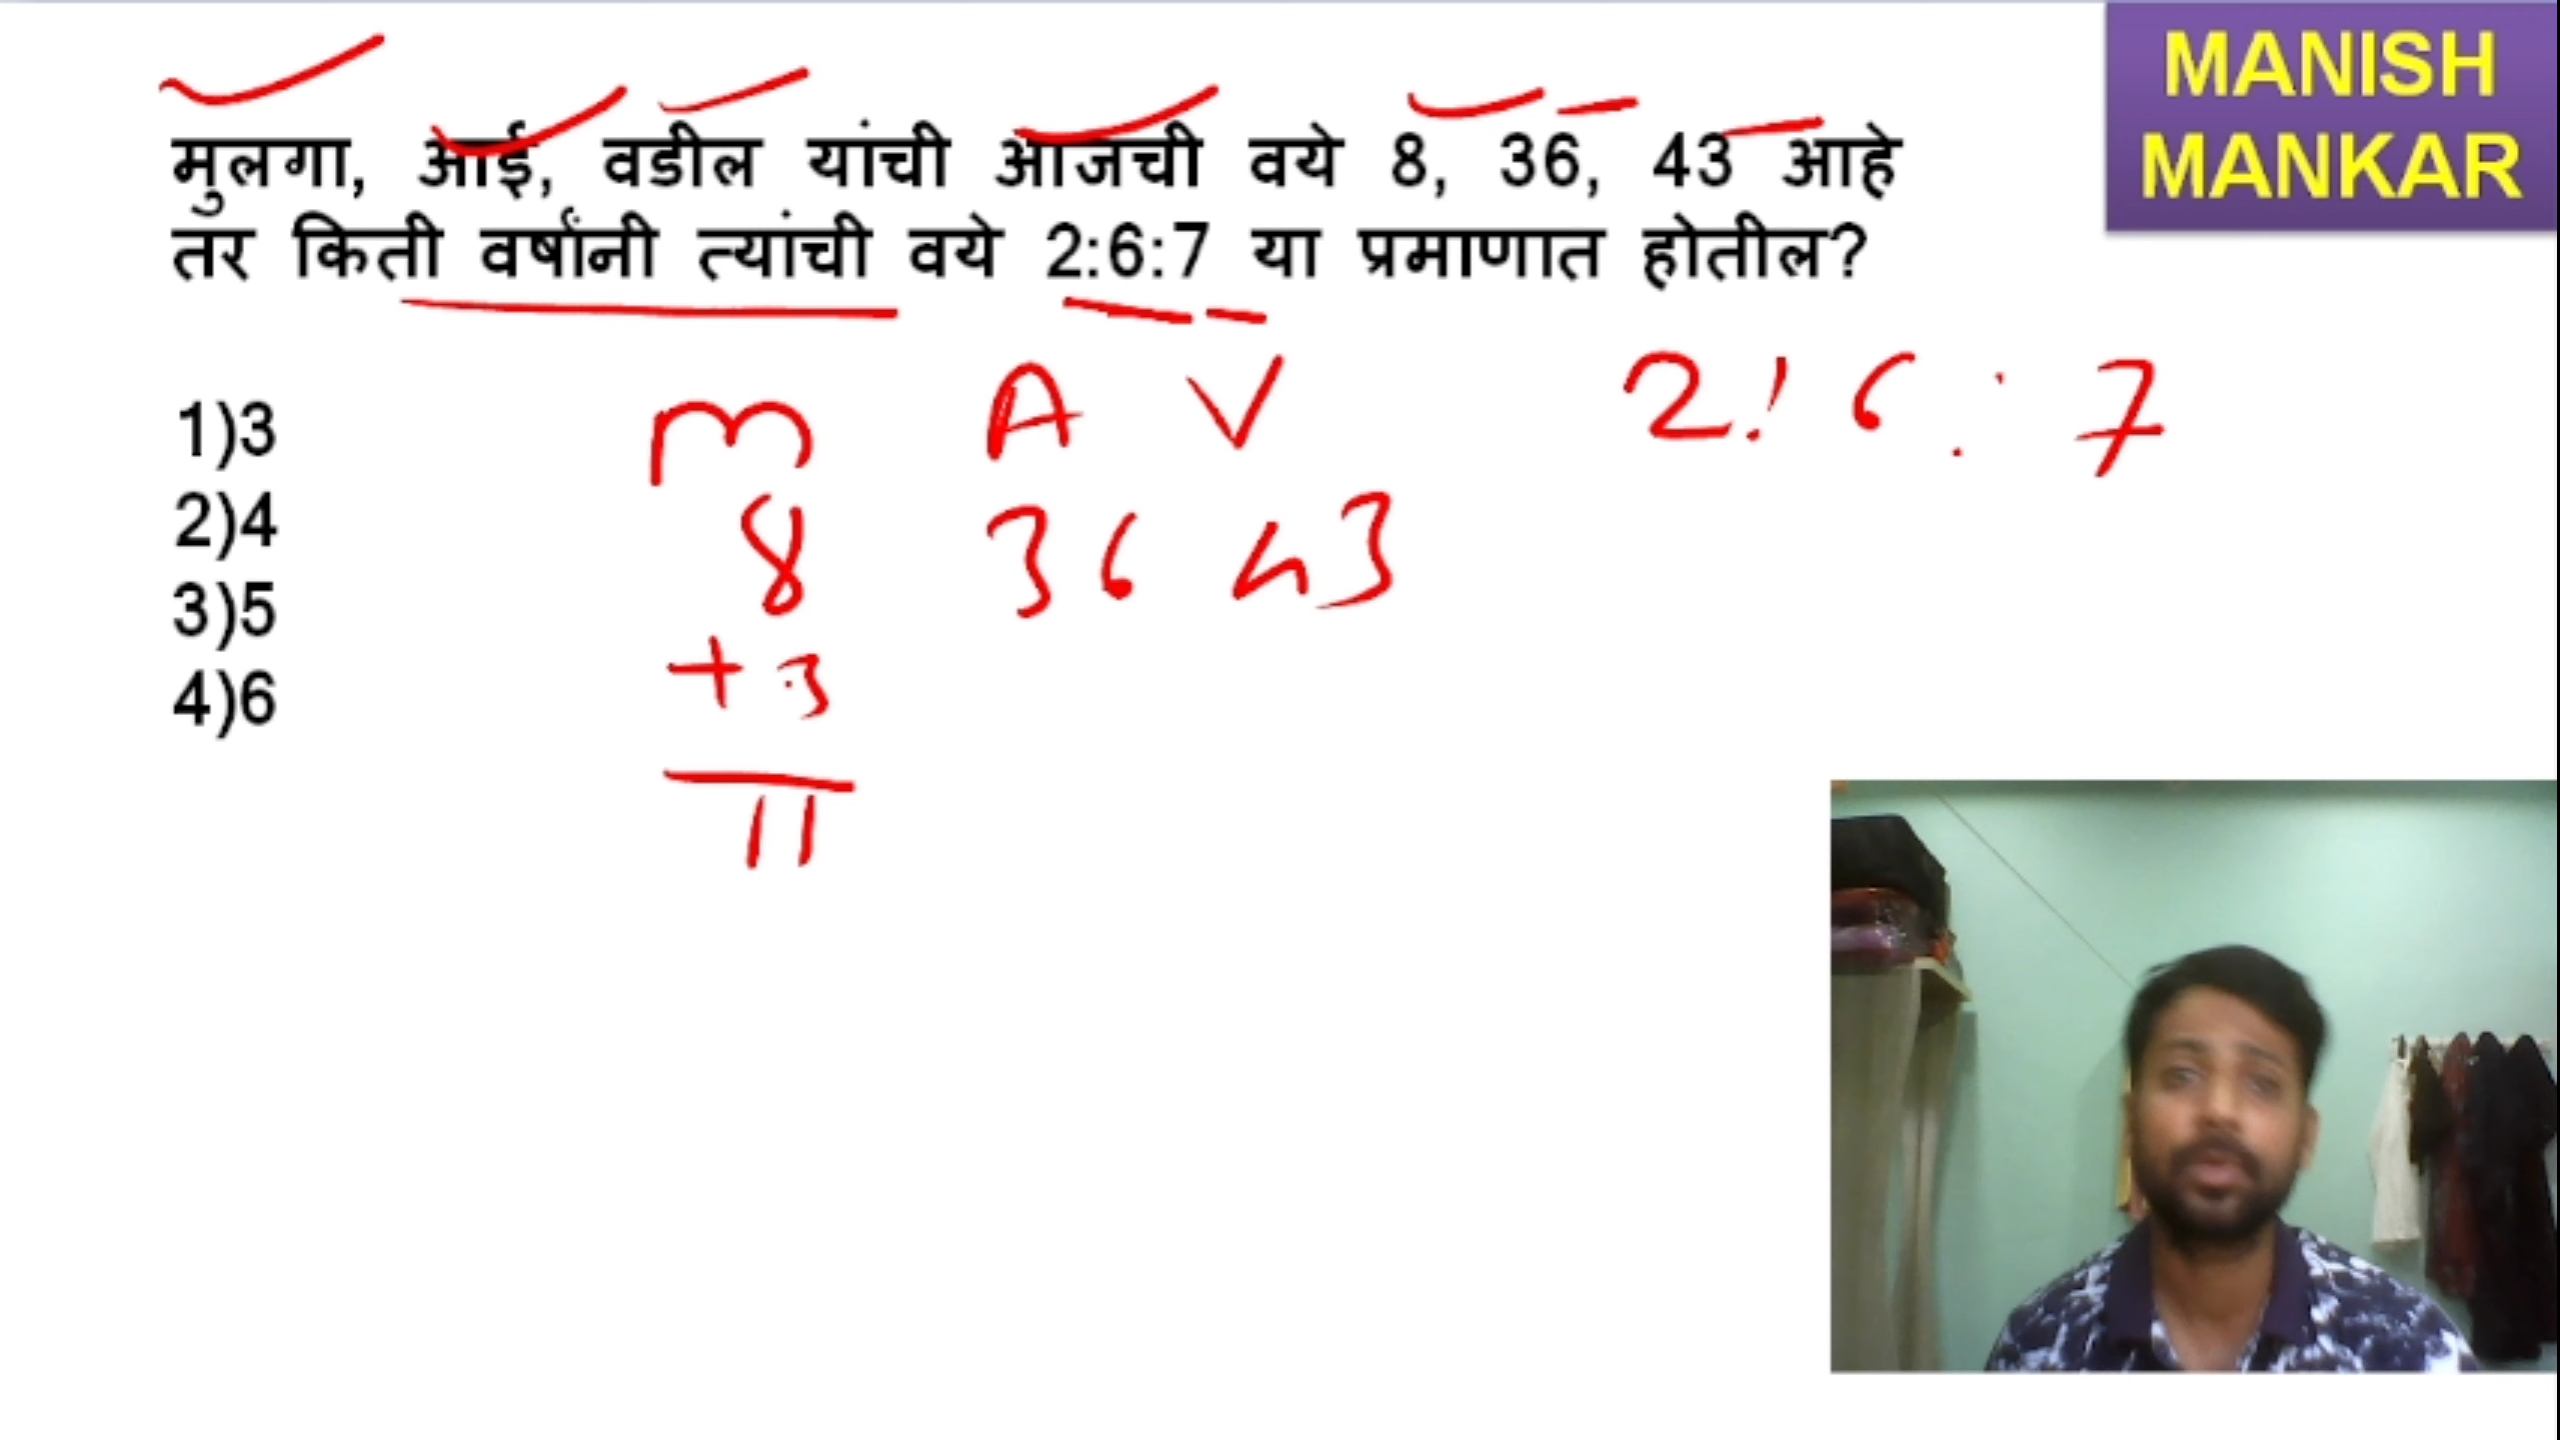 MANISH
MANKAR
मुलगा, आई, वडील यांची आजची वये 8, 36, 43 आहे
तर किती वर्षांनी त्यांची वये 2:6:7 या प्रमाणात होतील?
1)3
2)4
3)5
4)6
m A V 2:6:7
8 36 43
+3
11